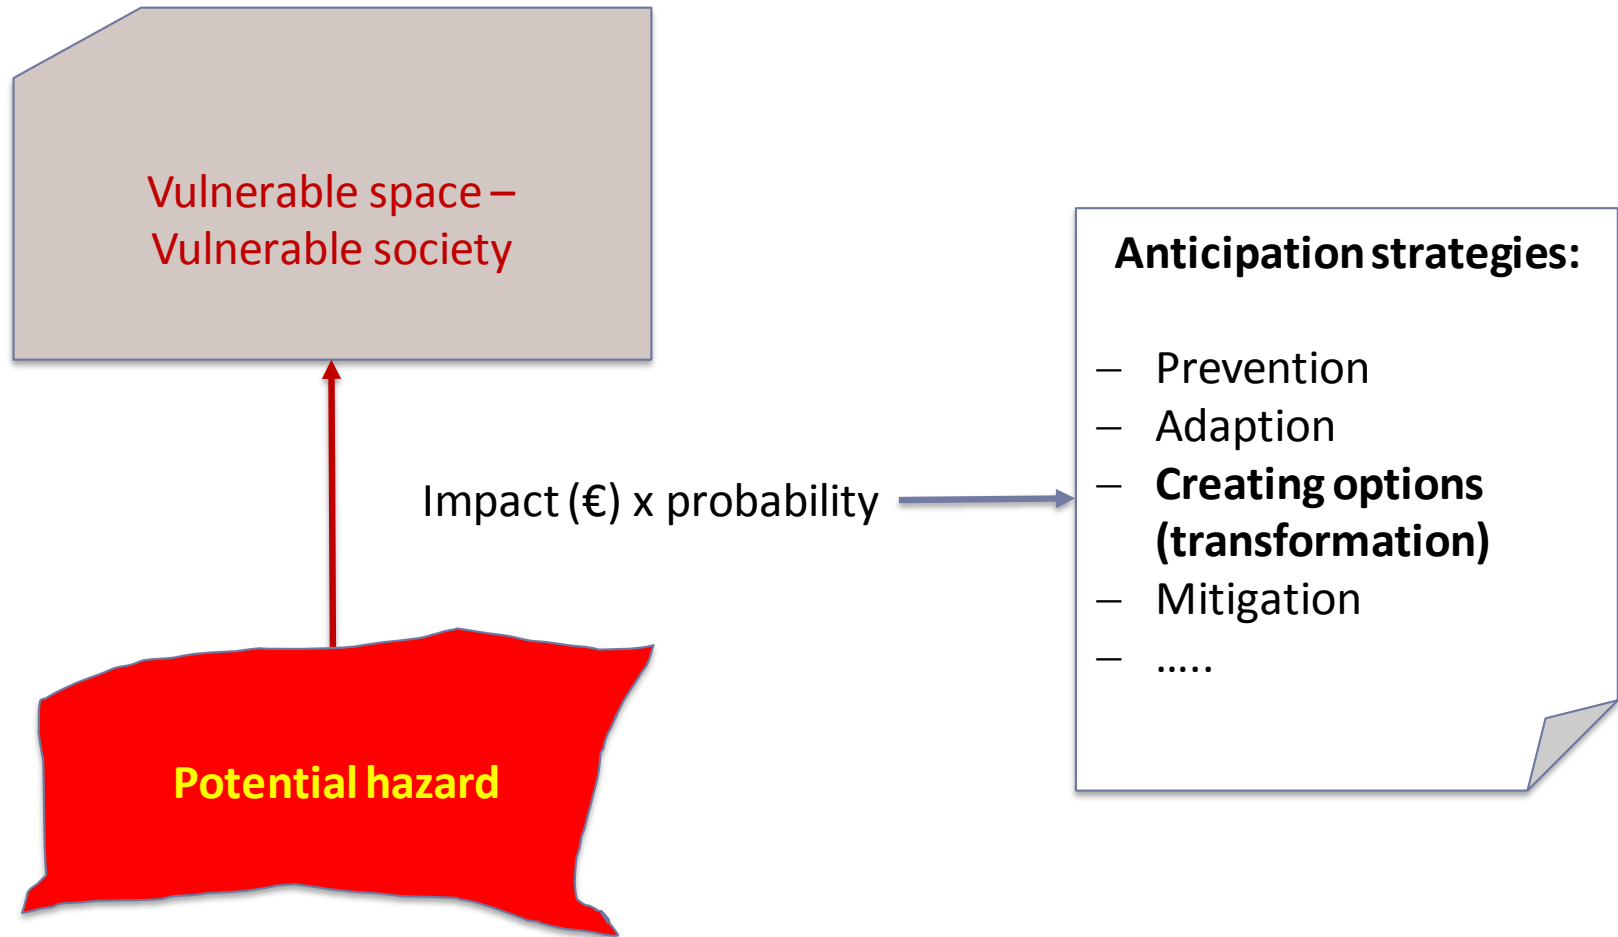 Vulnerable space –
Vulnerable society
Anticipation strategies:
– Prevention
– Adaption
– Creating options
(transformation)
– Mitigation
– …..
Impact (€) x probability
Potential hazard